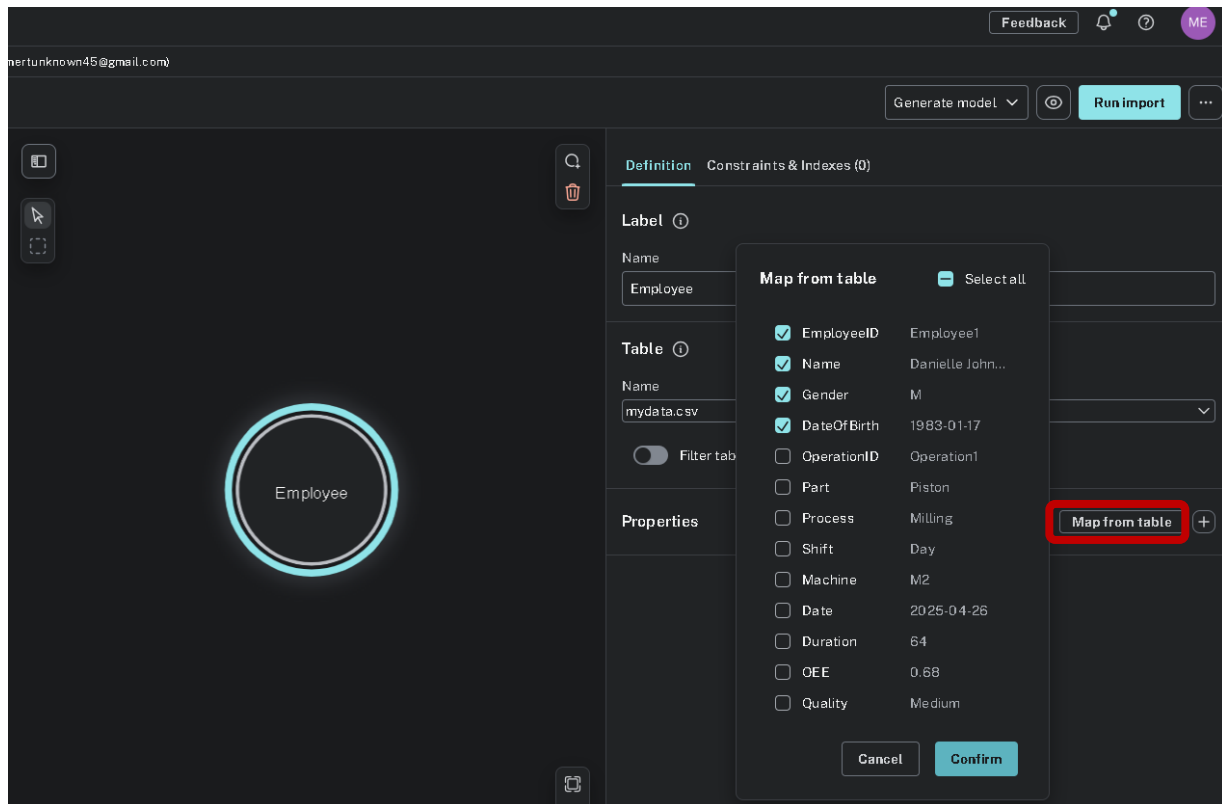 Feedback
ME
mertunknown45@gmail.com)
Generate model
Run import
Definition Constraints & Indexes (0)
Label
Name
Employee
Table
Name
mydata.csv
Filter tab
Properties
Map from table
Map from table Select all
EmployeeID Employee1
Name Danielle John...
Gender M
DateOfBirth 1983-01-17
OperationID Operation1
Part Piston
Process Milling
Shift Day
Machine M2
Date 2025-04-26
Duration 64
OEE 0.68
Quality Medium
Cancel Confirm
Employee